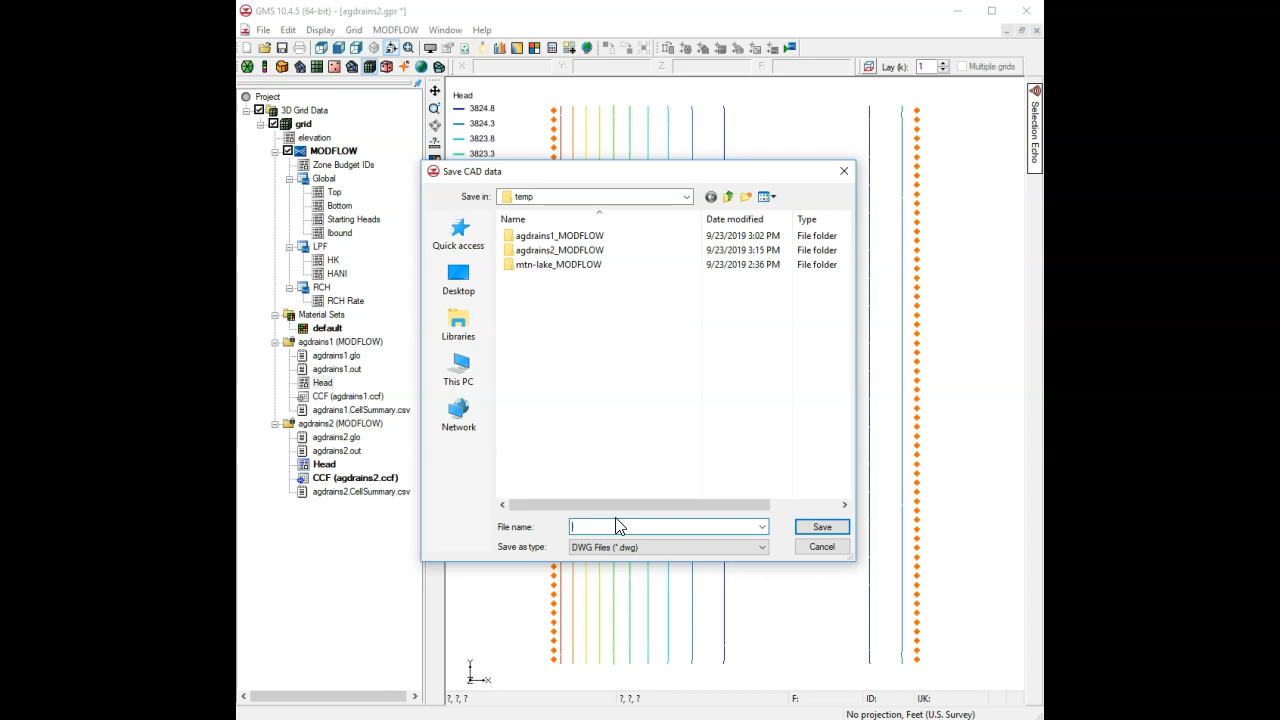 GMS 10.4.5 (64-bit) - [agdrains2.gpr *]
File Edit Display Grid MODFLOW Window Help
X: Y: Z: F: Lay (k): 1 Multiple grids
Project
3D Grid Data
grid
elevation
MODFLOW
Zone Budget IDs
Global
Top
Bottom
Starting Heads
Ibound
LPF
HK
HANI
RCH
RCH Rate
Material Sets
default
agdrains1 (MODFLOW)
agdrains1.glo
agdrains1.out
Head
CCF (agdrains1.ccf)
agdrains1.CellSummary.csv
agdrains2 (MODFLOW)
agdrains2.glo
agdrains2.out
Head
CCF (agdrains2.ccf)
agdrains2.CellSummary.csv
Head
3824.8
3824.3
3823.8
3823.3
Selection Echo
Save CAD data
Save in: temp
Quick access
Desktop
Libraries
This PC
Network
Name Date modified Type
agdrains1_MODFLOW 9/23/2019 3:02 PM File folder
agdrains2_MODFLOW 9/23/2019 3:15 PM File folder
mtn-lake_MODFLOW 9/23/2019 2:36 PM File folder
File name: Save
Save as type: DWG Files (*.dwg) Cancel
Y
Z X
?, ?, ? ?, ?, ? F: ID: IJK:
No projection, Feet (U.S. Survey)